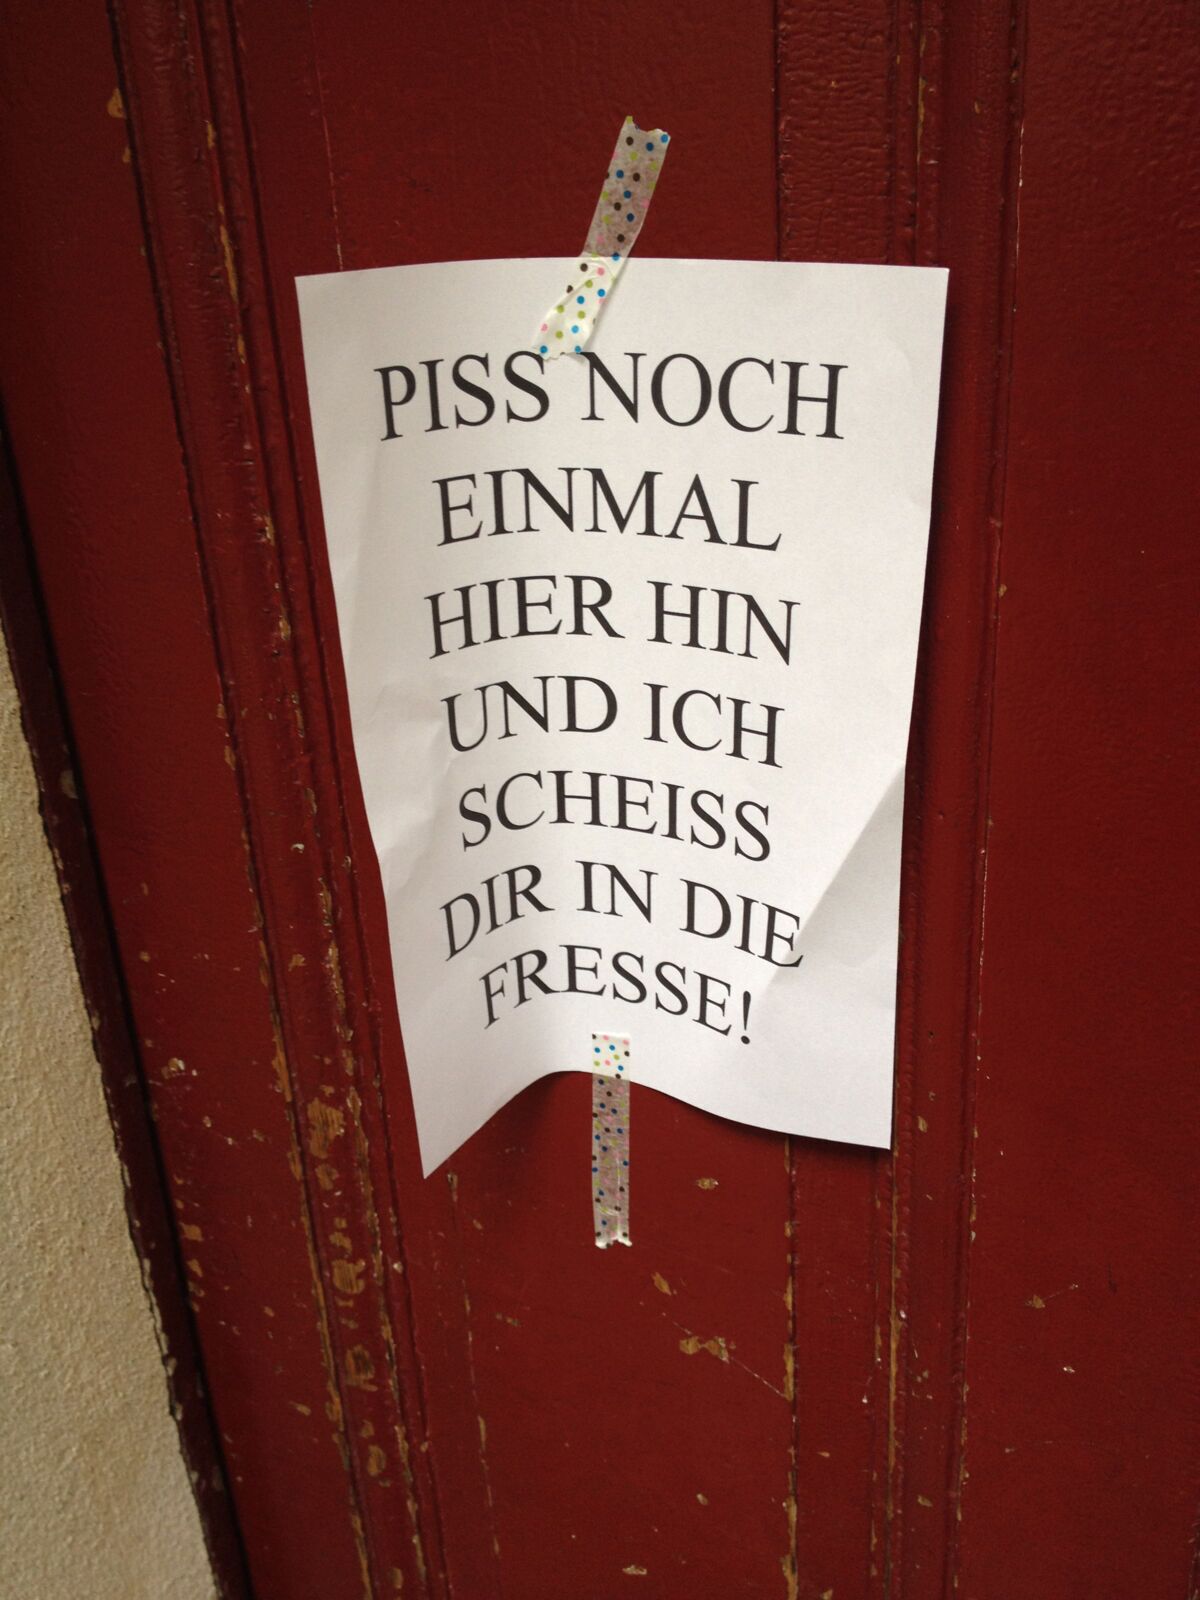 PISS NOCH
EINMAL
HIER HIN
UND ICH
SCHEISS
DIR IN DIE
FRESSE!